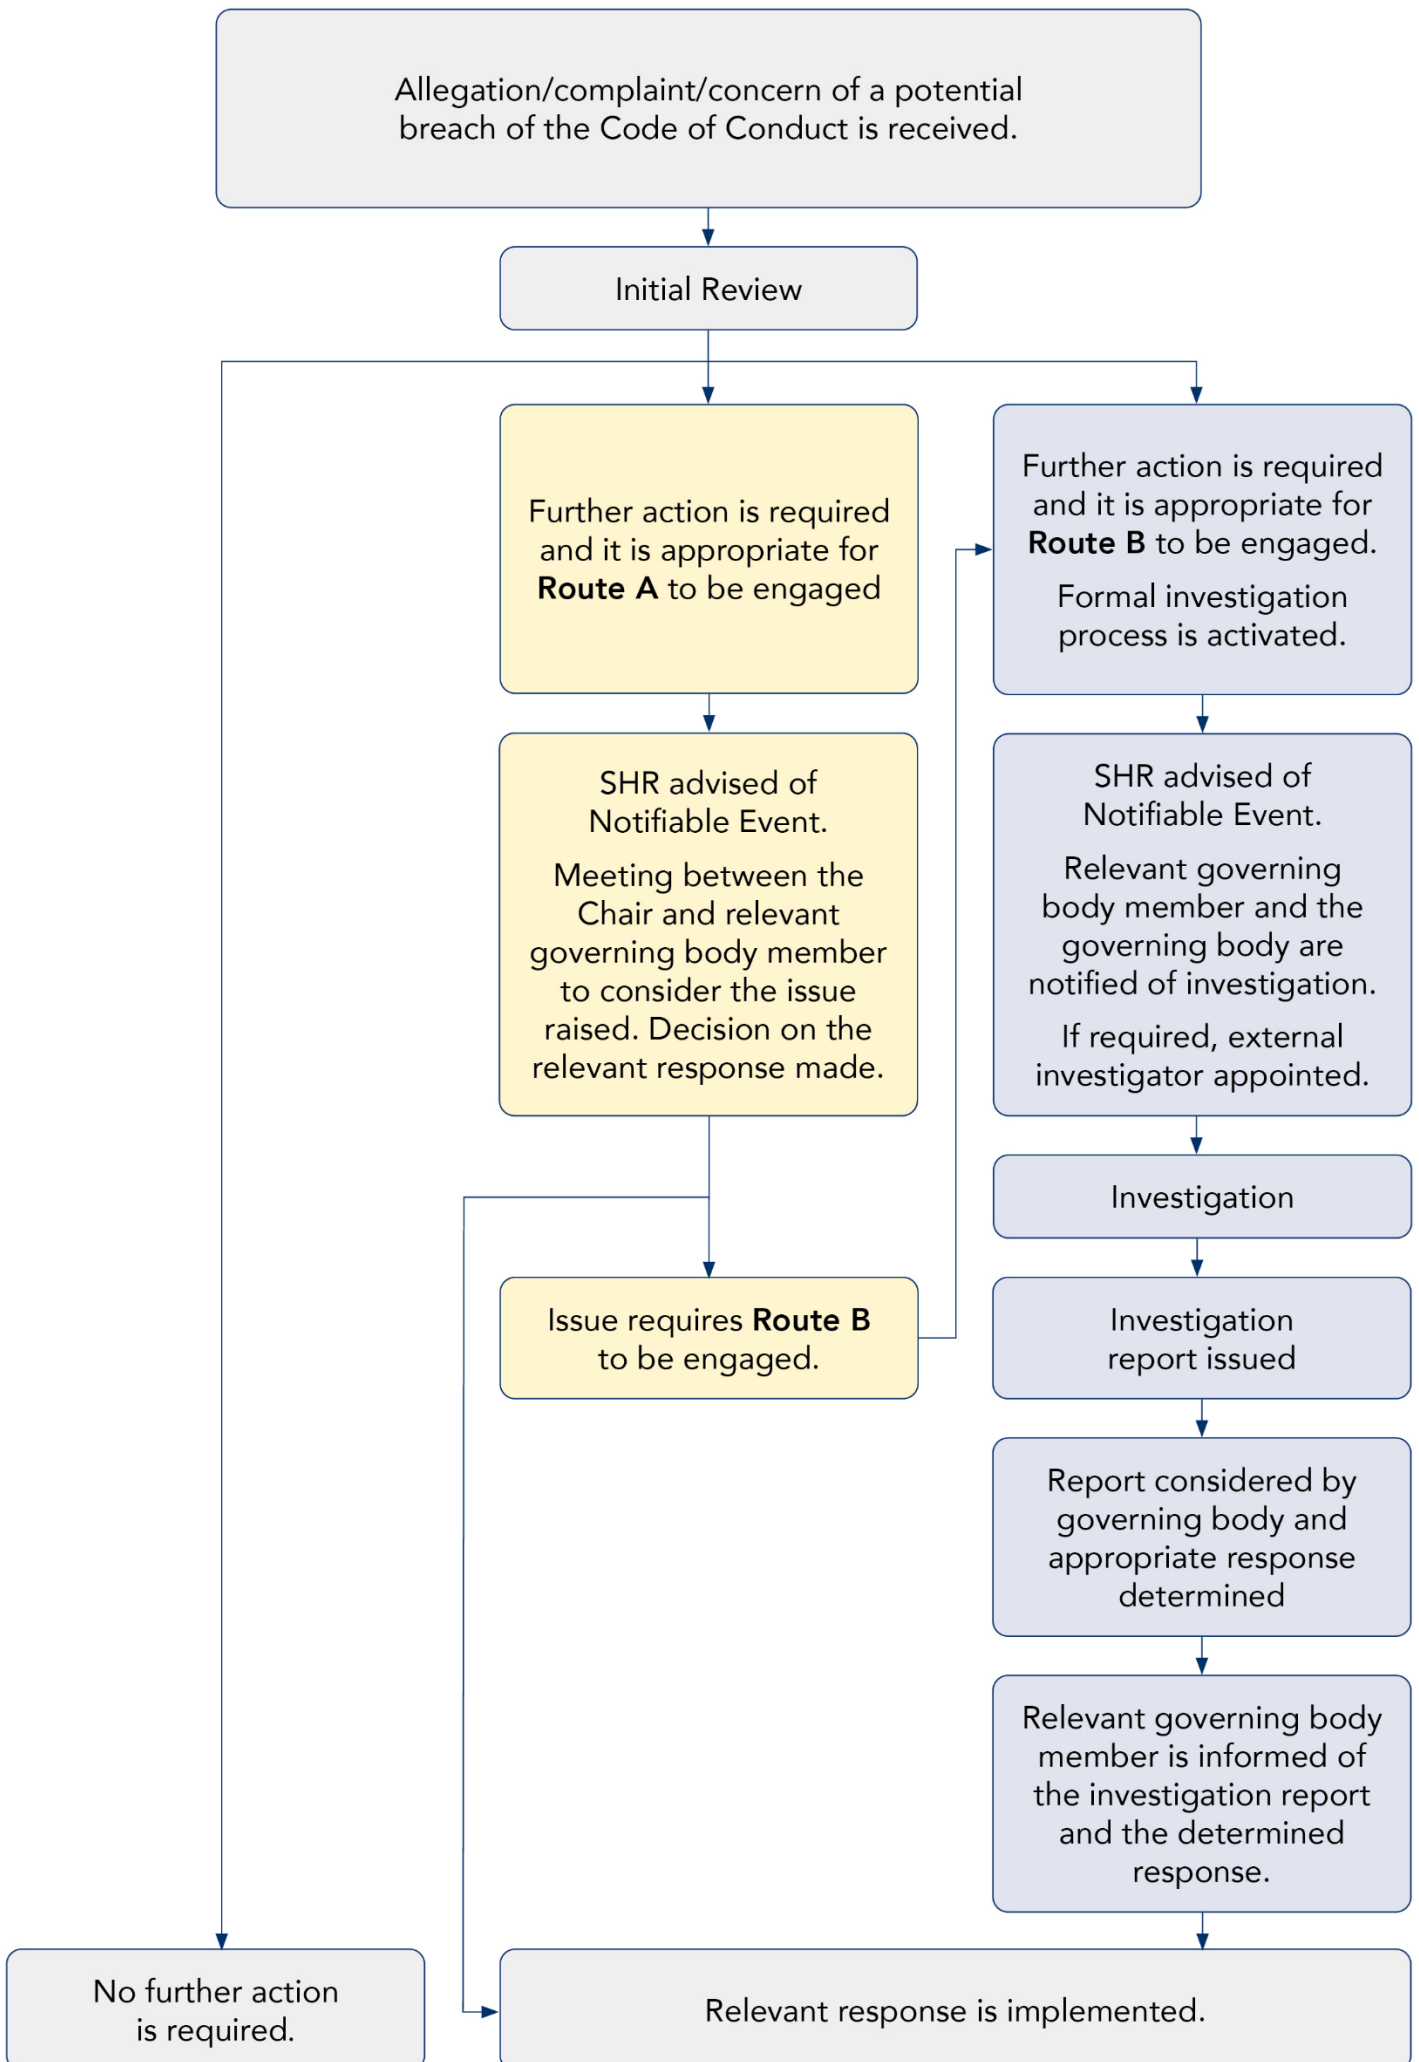 Allegation/complaint/concern of a potential
breach of the Code of Conduct is received.
Initial Review
Further action is required
and it is appropriate for
Route A to be engaged
Further action is required
and it is appropriate for
Route B to be engaged.
Formal investigation
process is activated.
SHR advised of
Notifiable Event.
Meeting between the
Chair and relevant
governing body member
to consider the issue
raised. Decision on the
relevant response made.
SHR advised of
Notifiable Event.
Relevant governing
body member and the
governing body are
notified of investigation.
If required, external
investigator appointed.
Investigation
Issue requires Route B
to be engaged.
Investigation
report issued
Report considered by
governing body and
appropriate response
determined
Relevant governing body
member is informed of
the investigation report
and the determined
response.
No further action
is required.
Relevant response is implemented.